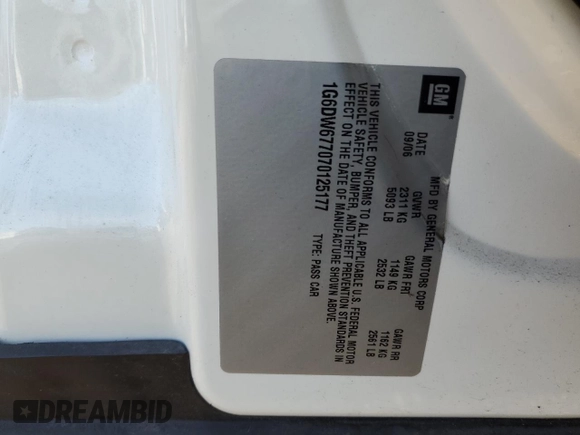 GM
MFD BY GENERAL MOTORS CORP
DATE GVWR GAWR FRT GAWR RR
09/06 2311 KG 1149 KG 1162 KG
5093 LB 2532 LB 2561 LB
THIS VEHICLE CONFORMS TO ALL APPLICABLE U.S. FEDERAL MOTOR
VEHICLE SAFETY, BUMPER, AND THEFT PREVENTION STANDARDS IN
EFFECT ON THE DATE OF MANUFACTURE SHOWN ABOVE.
1G6DW677070125177 TYPE: PASS CAR
DREAMBID